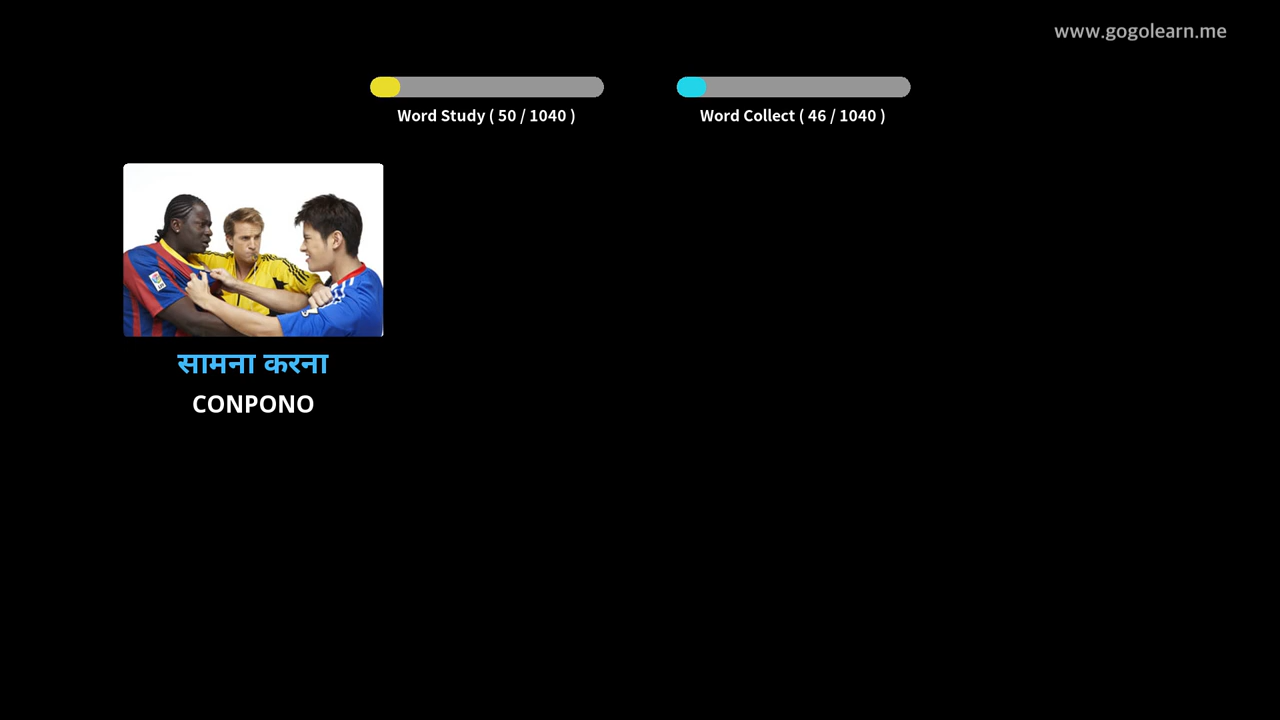 www.gogolearn.me
Word Study ( 50 / 1040 )
Word Collect ( 46 / 1040 )
सामना करना
CONPONO